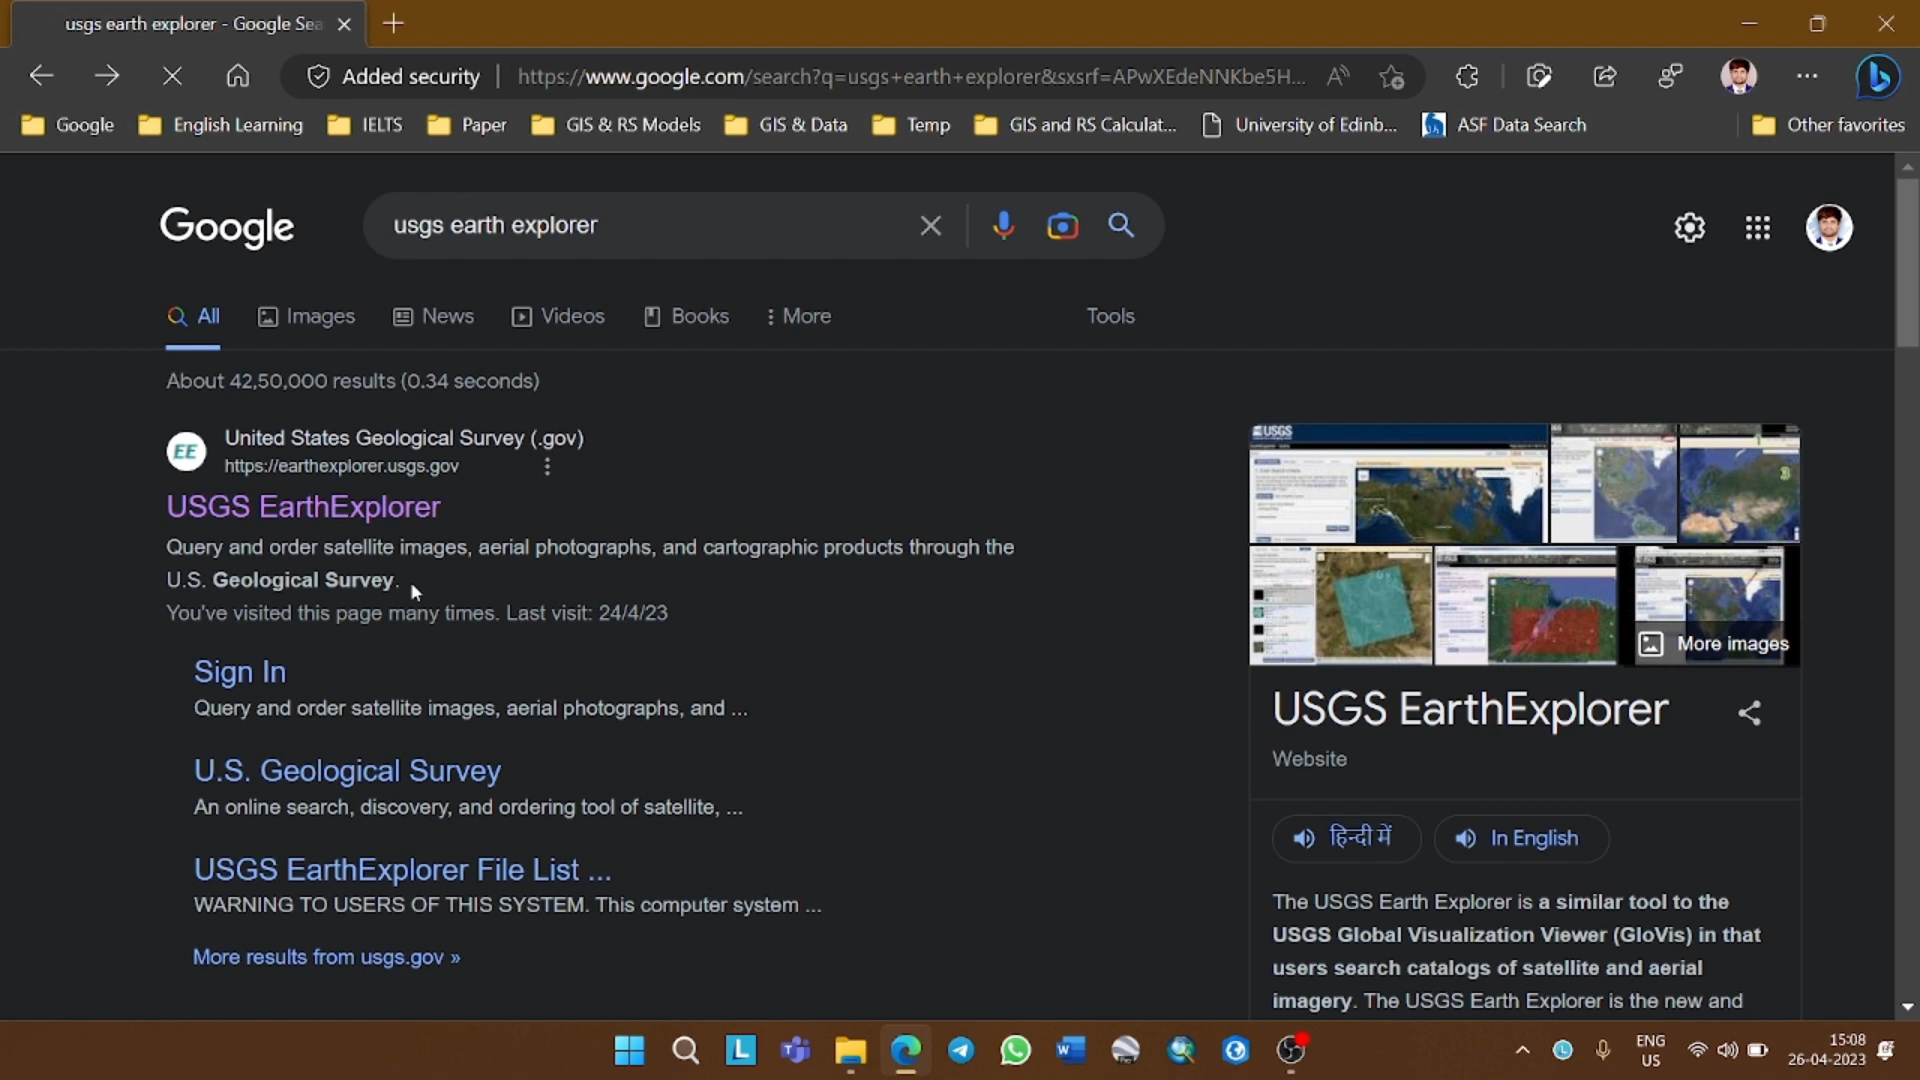 usgs earth explorer - Google Sea
Added security
https://www.google.com/search?q=usgs+earth+explorer&sxsrf=APwXEdeNNKbe5H...
Google
English Learning
IELTS
Paper
GIS & RS Models
GIS & Data
Temp
GIS and RS Calculat...
University of Edinb...
ASF Data Search
Other favorites
Google
usgs earth explorer
All
Images
News
Videos
Books
More
Tools
About 42,50,000 results (0.34 seconds)
EE
United States Geological Survey (.gov)
https://earthexplorer.usgs.gov
USGS EarthExplorer
Query and order satellite images, aerial photographs, and cartographic products through the
U.S. Geological Survey.
You've visited this page many times. Last visit: 24/4/23
Sign In
Query and order satellite images, aerial photographs, and ...
U.S. Geological Survey
An online search, discovery, and ordering tool of satellite, ...
USGS EarthExplorer File List ...
WARNING TO USERS OF THIS SYSTEM. This computer system ...
More results from usgs.gov »
USGS
3
More images
USGS EarthExplorer
Website
हिन्दी में
In English
The USGS Earth Explorer is a similar tool to the
USGS Global Visualization Viewer (GloVis) in that
users search catalogs of satellite and aerial
imagery. The USGS Earth Explorer is the new and
ENG
US
15:08
26-04-2023